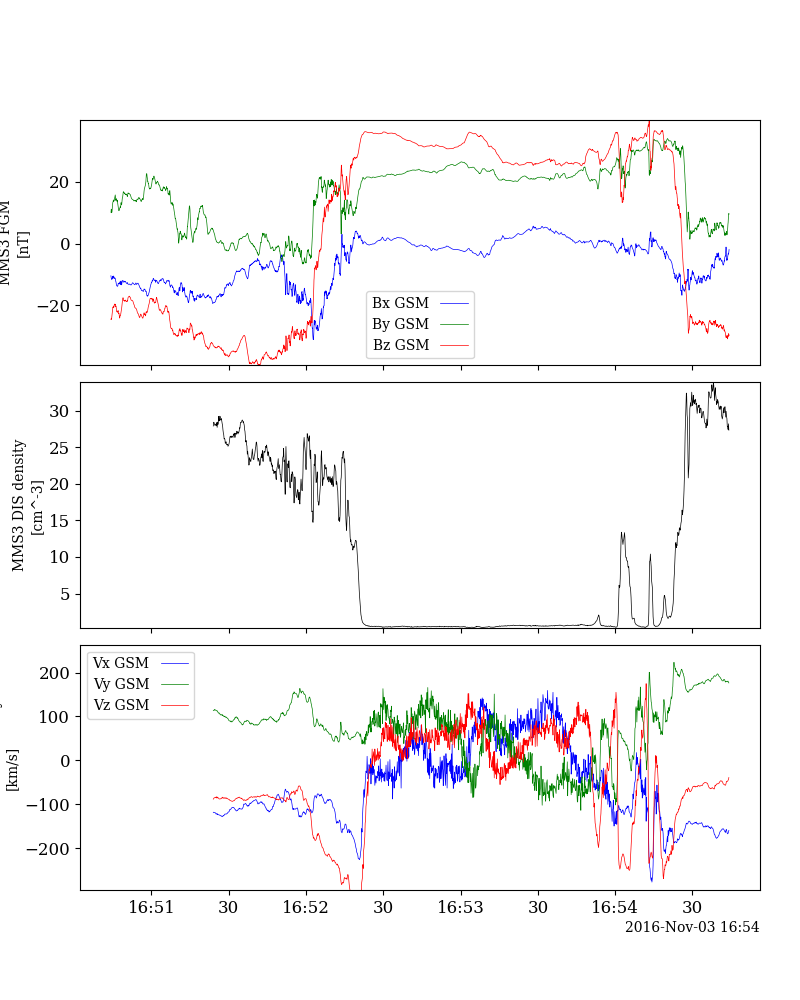 MMS3 FGM
[nT]
20
0
−20
Bx GSM
By GSM
Bz GSM
MMS3 DIS density
[cm^-3]
30
25
20
15
10
5
Vx GSM
Vy GSM
Vz GSM
[km/s]
200
100
0
−100
−200
16:51 30 16:52 30 16:53 30 16:54 30
2016-Nov-03 16:54